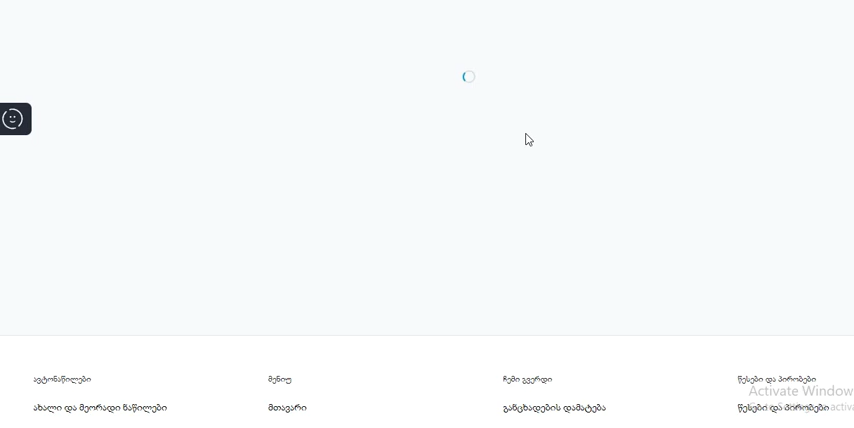 ავტონაწილები
მენიუ
ჩემი გვერდი
წესები და პირობები
Activate Window
ახალი და მეორადი ნაწილები
მთავარი
განცხადების დამატება
წესები და პირობები